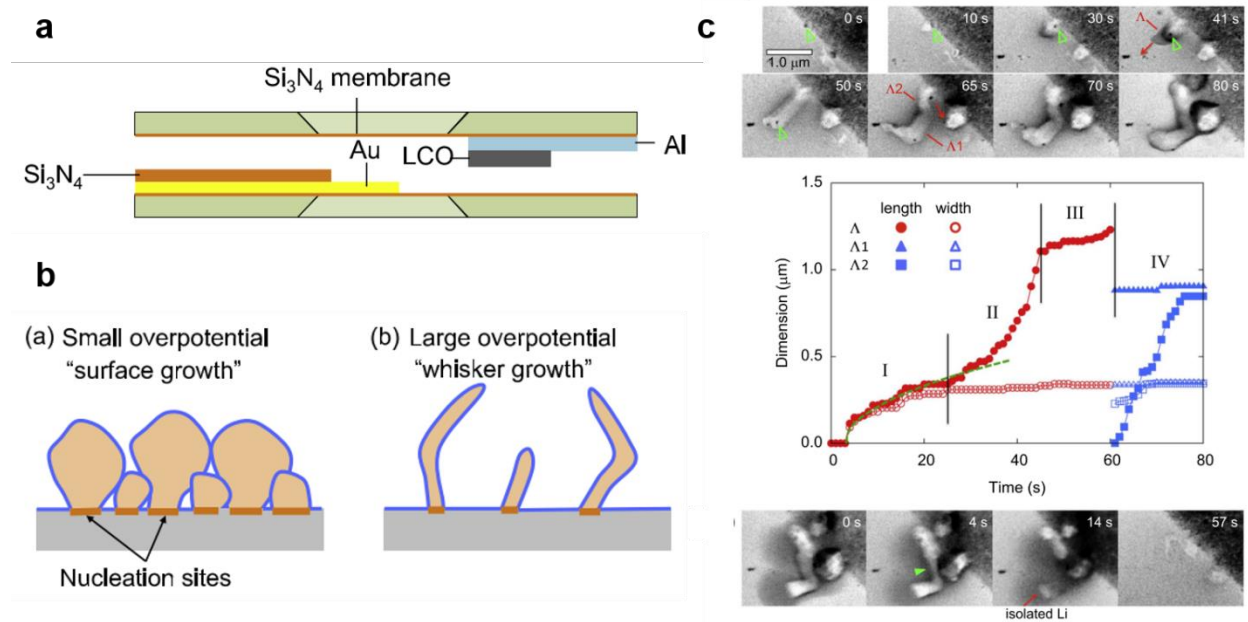 a
Si₃N₄ membrane
Au
LCO
Al
Si₃N₄
b
(a) Small overpotential
"surface growth"
(b) Large overpotential
"whisker growth"
Nucleation sites
c
0 s
10 s
30 s
41 s
Λ
1.0 μm
50 s
65 s
70 s
80 s
Λ2
Λ1
length width
Λ
Λ1
Λ2
I
II
III
IV
Dimension (μm)
1.5
1.0
0.5
0.0
0 20 40 60 80
Time (s)
0 s
4 s
14 s
57 s
isolated Li